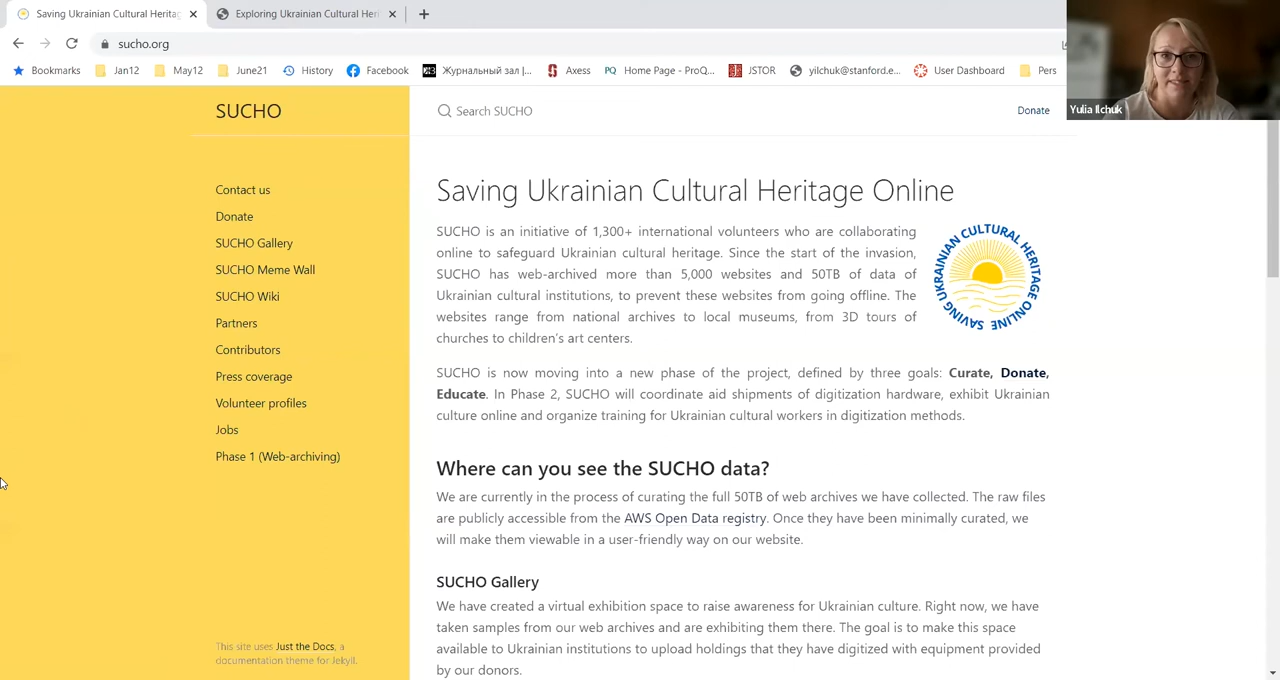 Saving Ukrainian Cultural Heritag
Exploring Ukrainian Cultural Heri
sucho.org
Bookmarks
Jan12
May12
June21
History
Facebook
Журнальный зал |...
Axess
PQ
Home Page - ProQ...
JSTOR
yilchuk@stanford.e...
User Dashboard
Pers
Yulia Ilchuk
SUCHO
Search SUCHO
Donate
Contact us
Donate
SUCHO Gallery
SUCHO Meme Wall
SUCHO Wiki
Partners
Contributors
Press coverage
Volunteer profiles
Jobs
Phase 1 (Web-archiving)
This site uses Just the Docs, a
documentation theme for Jekyll.
Saving Ukrainian Cultural Heritage Online
SUCHO is an initiative of 1,300+ international volunteers who are collaborating
online to safeguard Ukrainian cultural heritage. Since the start of the invasion,
SUCHO has web-archived more than 5,000 websites and 50TB of data of
Ukrainian cultural institutions, to prevent these websites from going offline. The
websites range from national archives to local museums, from 3D tours of
churches to children's art centers.
SAVING UKRAINIAN CULTURAL HERITAGE ONLINE
SUCHO is now moving into a new phase of the project, defined by three goals: Curate, Donate,
Educate. In Phase 2, SUCHO will coordinate aid shipments of digitization hardware, exhibit Ukrainian
culture online and organize training for Ukrainian cultural workers in digitization methods.
Where can you see the SUCHO data?
We are currently in the process of curating the full 50TB of web archives we have collected. The raw files
are publicly accessible from the AWS Open Data registry. Once they have been minimally curated, we
will make them viewable in a user-friendly way on our website.
SUCHO Gallery
We have created a virtual exhibition space to raise awareness for Ukrainian culture. Right now, we have
taken samples from our web archives and are exhibiting them there. The goal is to make this space
available to Ukrainian institutions to upload holdings that they have digitized with equipment provided
by our donors.